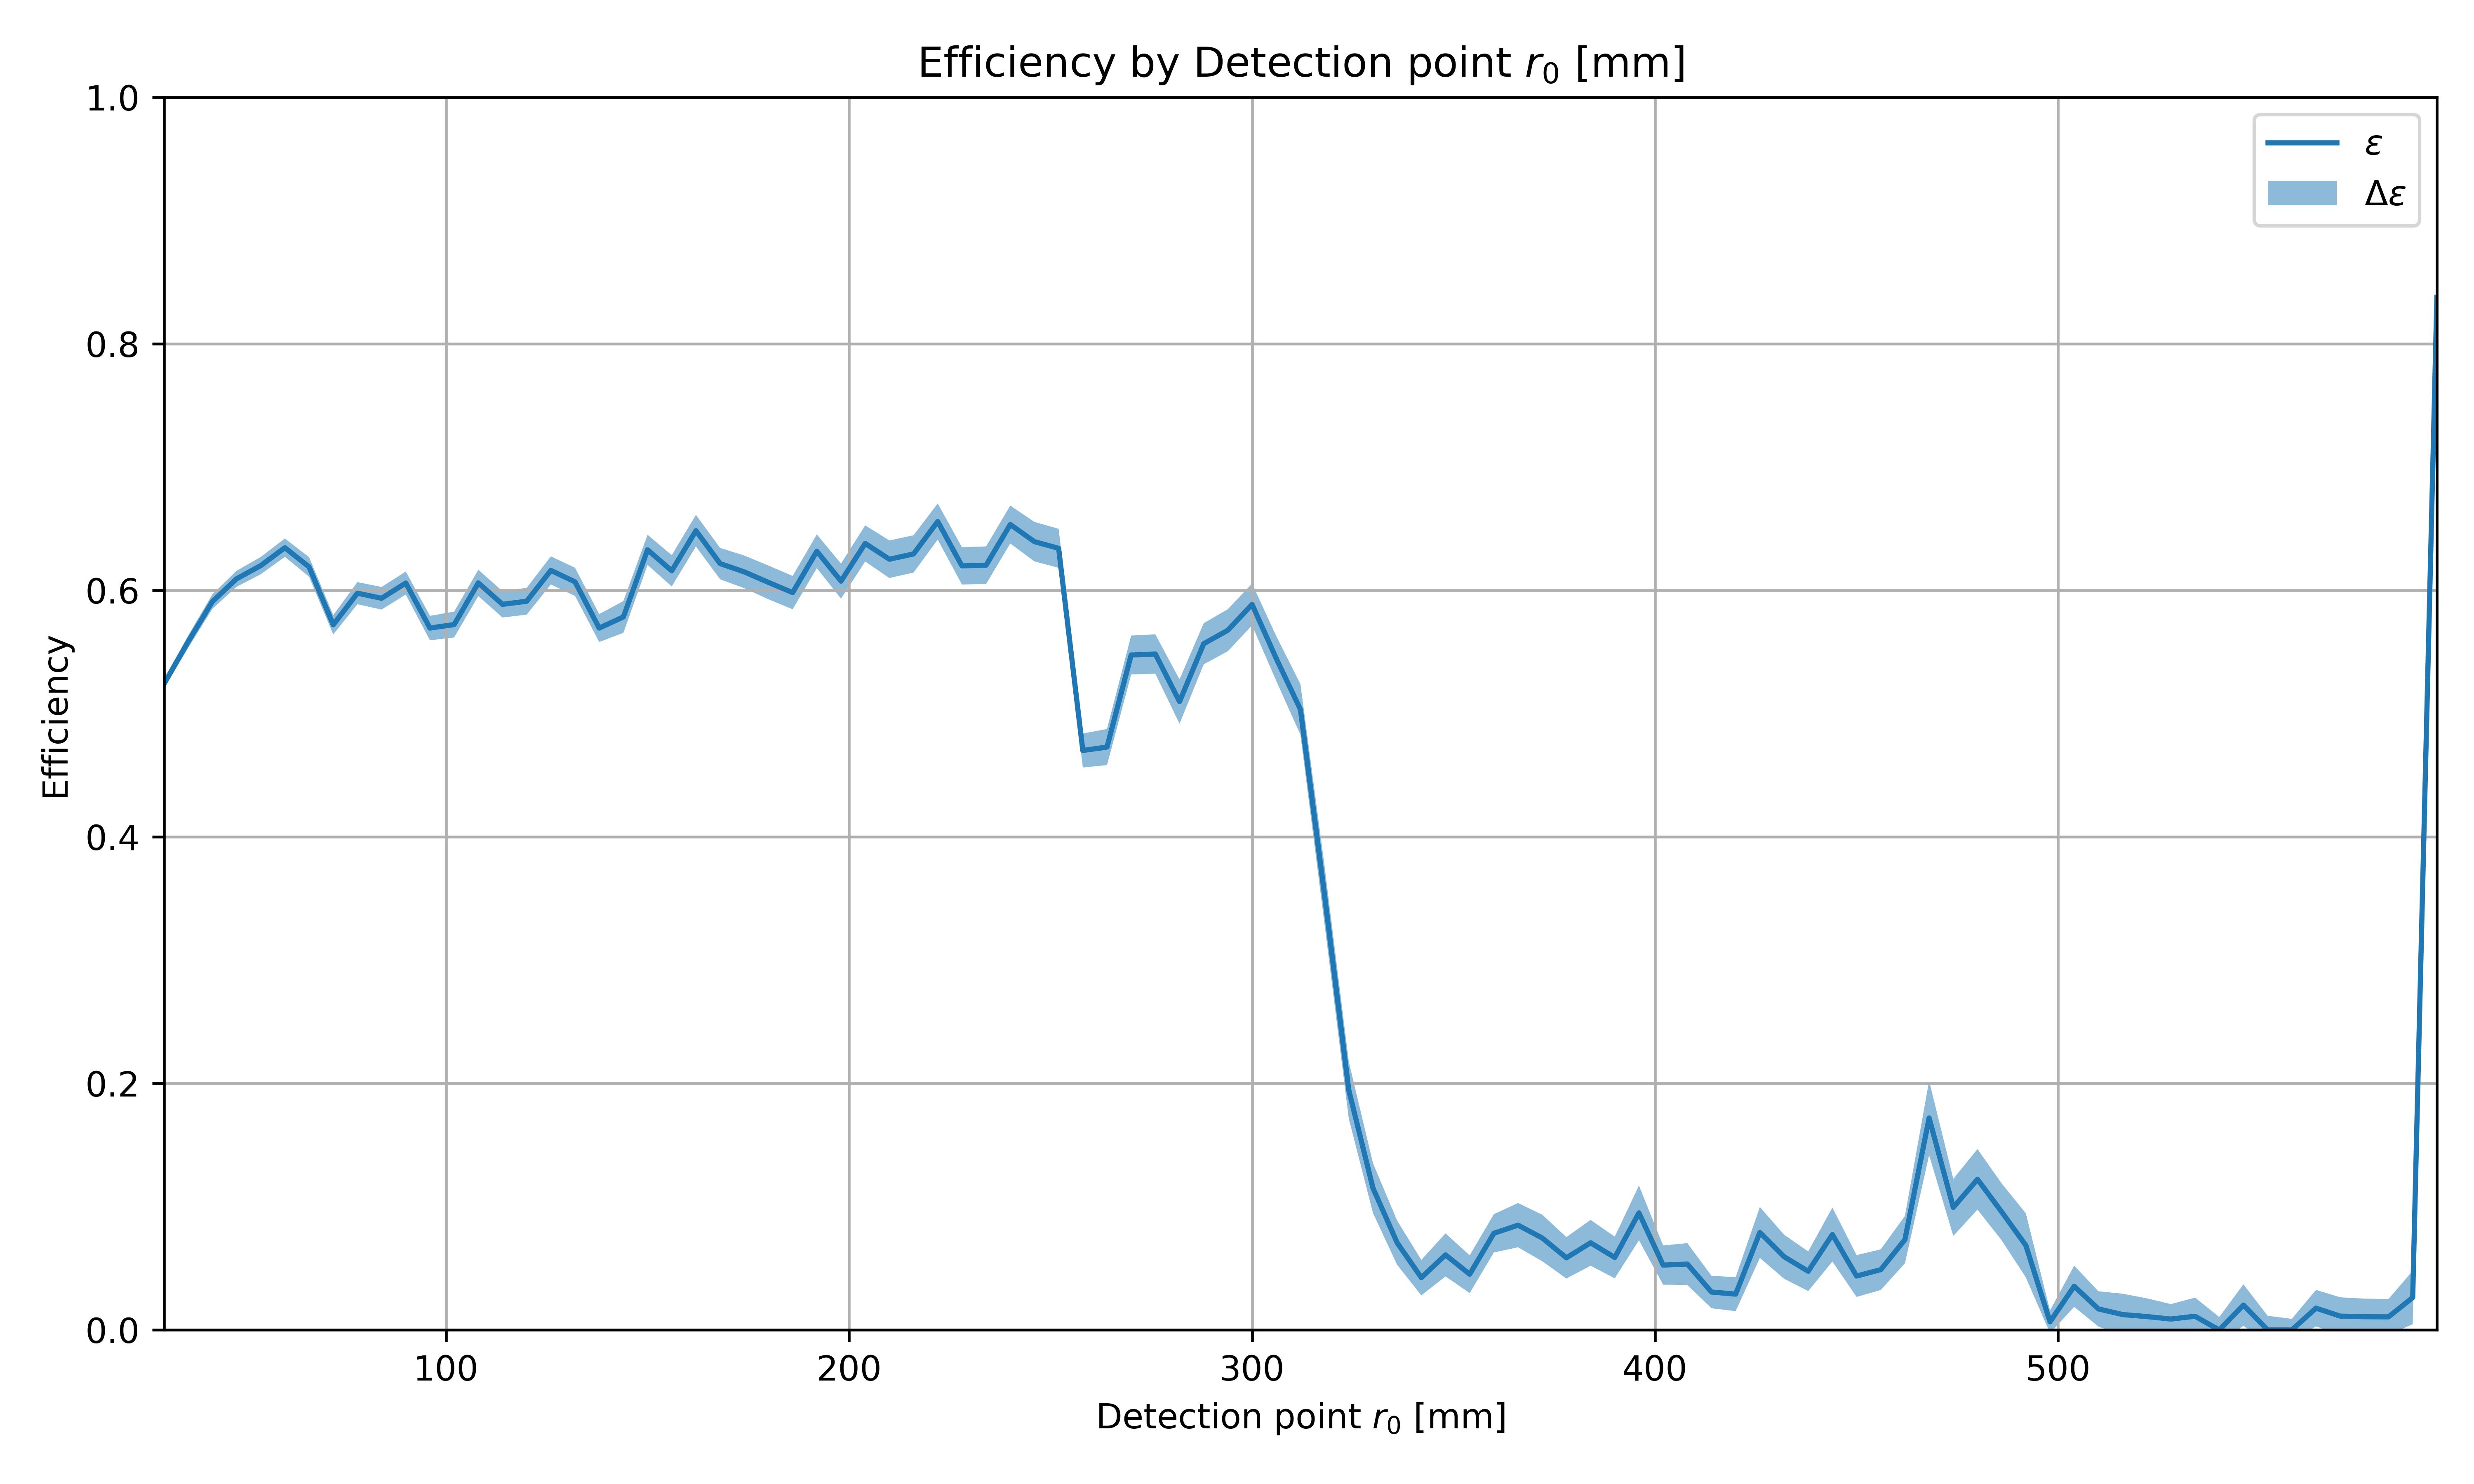 Efficiency by Detection point r₀ [mm]
1.0
ε
Δε
0.8
0.6
Efficiency
0.4
0.2
0.0
100 200 300 400 500
Detection point r₀ [mm]